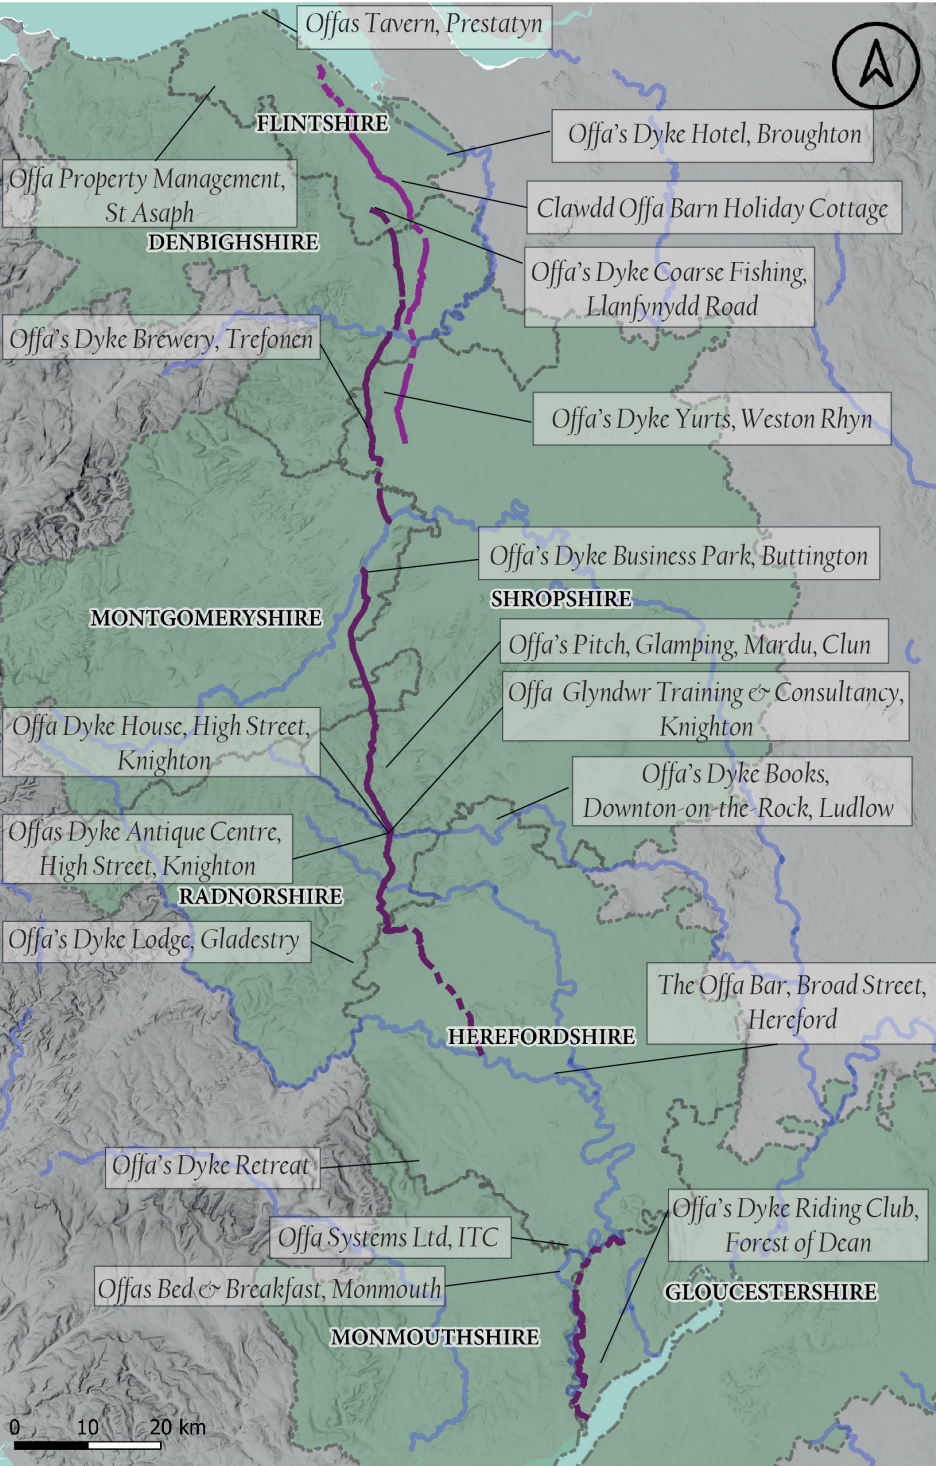 Offas Tavern, Prestatyn
FLINTSHIRE
Offa's Dyke Hotel, Broughton
Offa Property Management,
St Asaph
Clawdd Offa Barn Holiday Cottage
DENBIGHSHIRE
Offa's Dyke Coarse Fishing,
Llanfynydd Road
Offa's Dyke Brewery, Trefonen
Offa's Dyke Yurts, Weston Rhyn
Offa's Dyke Business Park, Buttington
SHROPSHIRE
MONTGOMERYSHIRE
Offa's Pitch, Glamping, Mardu, Clun
Offa Glyndwr Training & Consultancy,
Knighton
Offa Dyke House, High Street,
Knighton
Offa's Dyke Books,
Downton-on-the-Rock, Ludlow
Offas Dyke Antique Centre,
High Street, Knighton
RADNORSHIRE
Offa's Dyke Lodge, Gladestry
The Offa Bar, Broad Street,
Hereford
HEREFORDSHIRE
Offa's Dyke Retreat
Offa's Dyke Riding Club,
Forest of Dean
Offa Systems Ltd, ITC
Offas Bed & Breakfast, Monmouth
GLOUCESTERSHIRE
MONMOUTHSHIRE
0 10 20 km